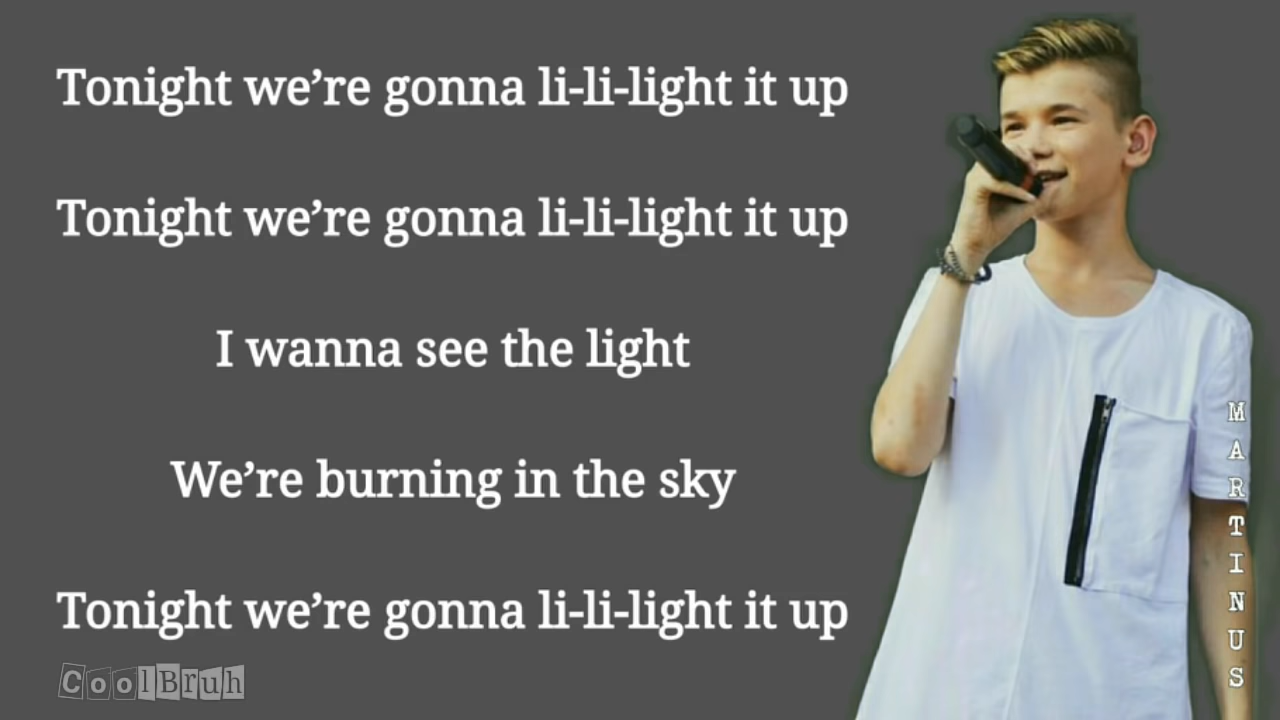 Tonight we’re gonna li-li-light it up
Tonight we’re gonna li-li-light it up
I wanna see the light
We’re burning in the sky
Tonight we’re gonna li-li-light it up
CoolBruh
MARTINUS